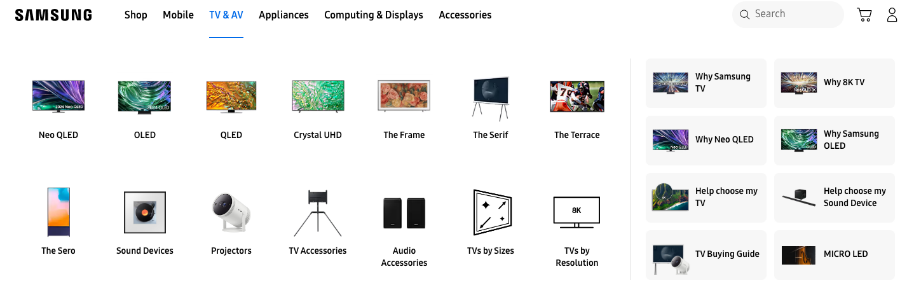 SAMSUNG
Shop
Mobile
TV & AV
Appliances
Computing & Displays
Accessories
Search
Neo QLED
OLED
QLED
Crystal UHD
The Frame
The Serif
The Terrace
The Sero
Sound Devices
Projectors
TV Accessories
Audio
Accessories
8K
TVs by Sizes
TVs by
Resolution
Why Samsung
TV
Why 8K TV
Why Neo QLED
Why Samsung
OLED
Help choose my
TV
Help choose my
Sound Device
TV Buying Guide
MICRO LED